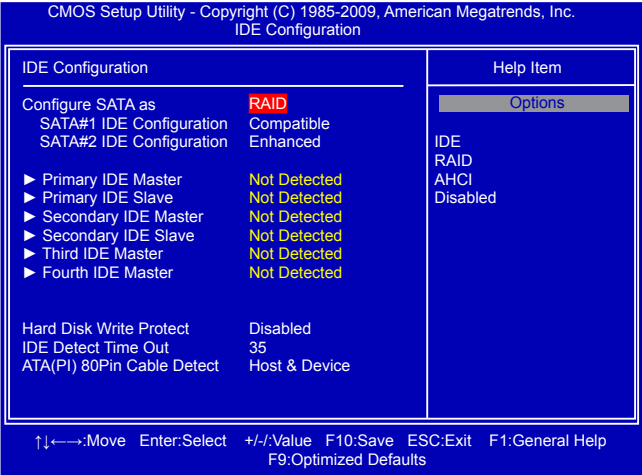 CMOS Setup Utility - Copyright (C) 1985-2009, American Megatrends, Inc.
IDE Configuration
IDE Configuration
Configure SATA as RAID
SATA#1 IDE Configuration Compatible
SATA#2 IDE Configuration Enhanced
► Primary IDE Master Not Detected
► Primary IDE Slave Not Detected
► Secondary IDE Master Not Detected
► Secondary IDE Slave Not Detected
► Third IDE Master Not Detected
► Fourth IDE Master Not Detected
Hard Disk Write Protect Disabled
IDE Detect Time Out 35
ATA(PI) 80Pin Cable Detect Host & Device
Help Item
Options
IDE
RAID
AHCI
Disabled
↑↓←→:Move Enter:Select +/-/:Value F10:Save ESC:Exit F1:General Help
F9:Optimized Defaults